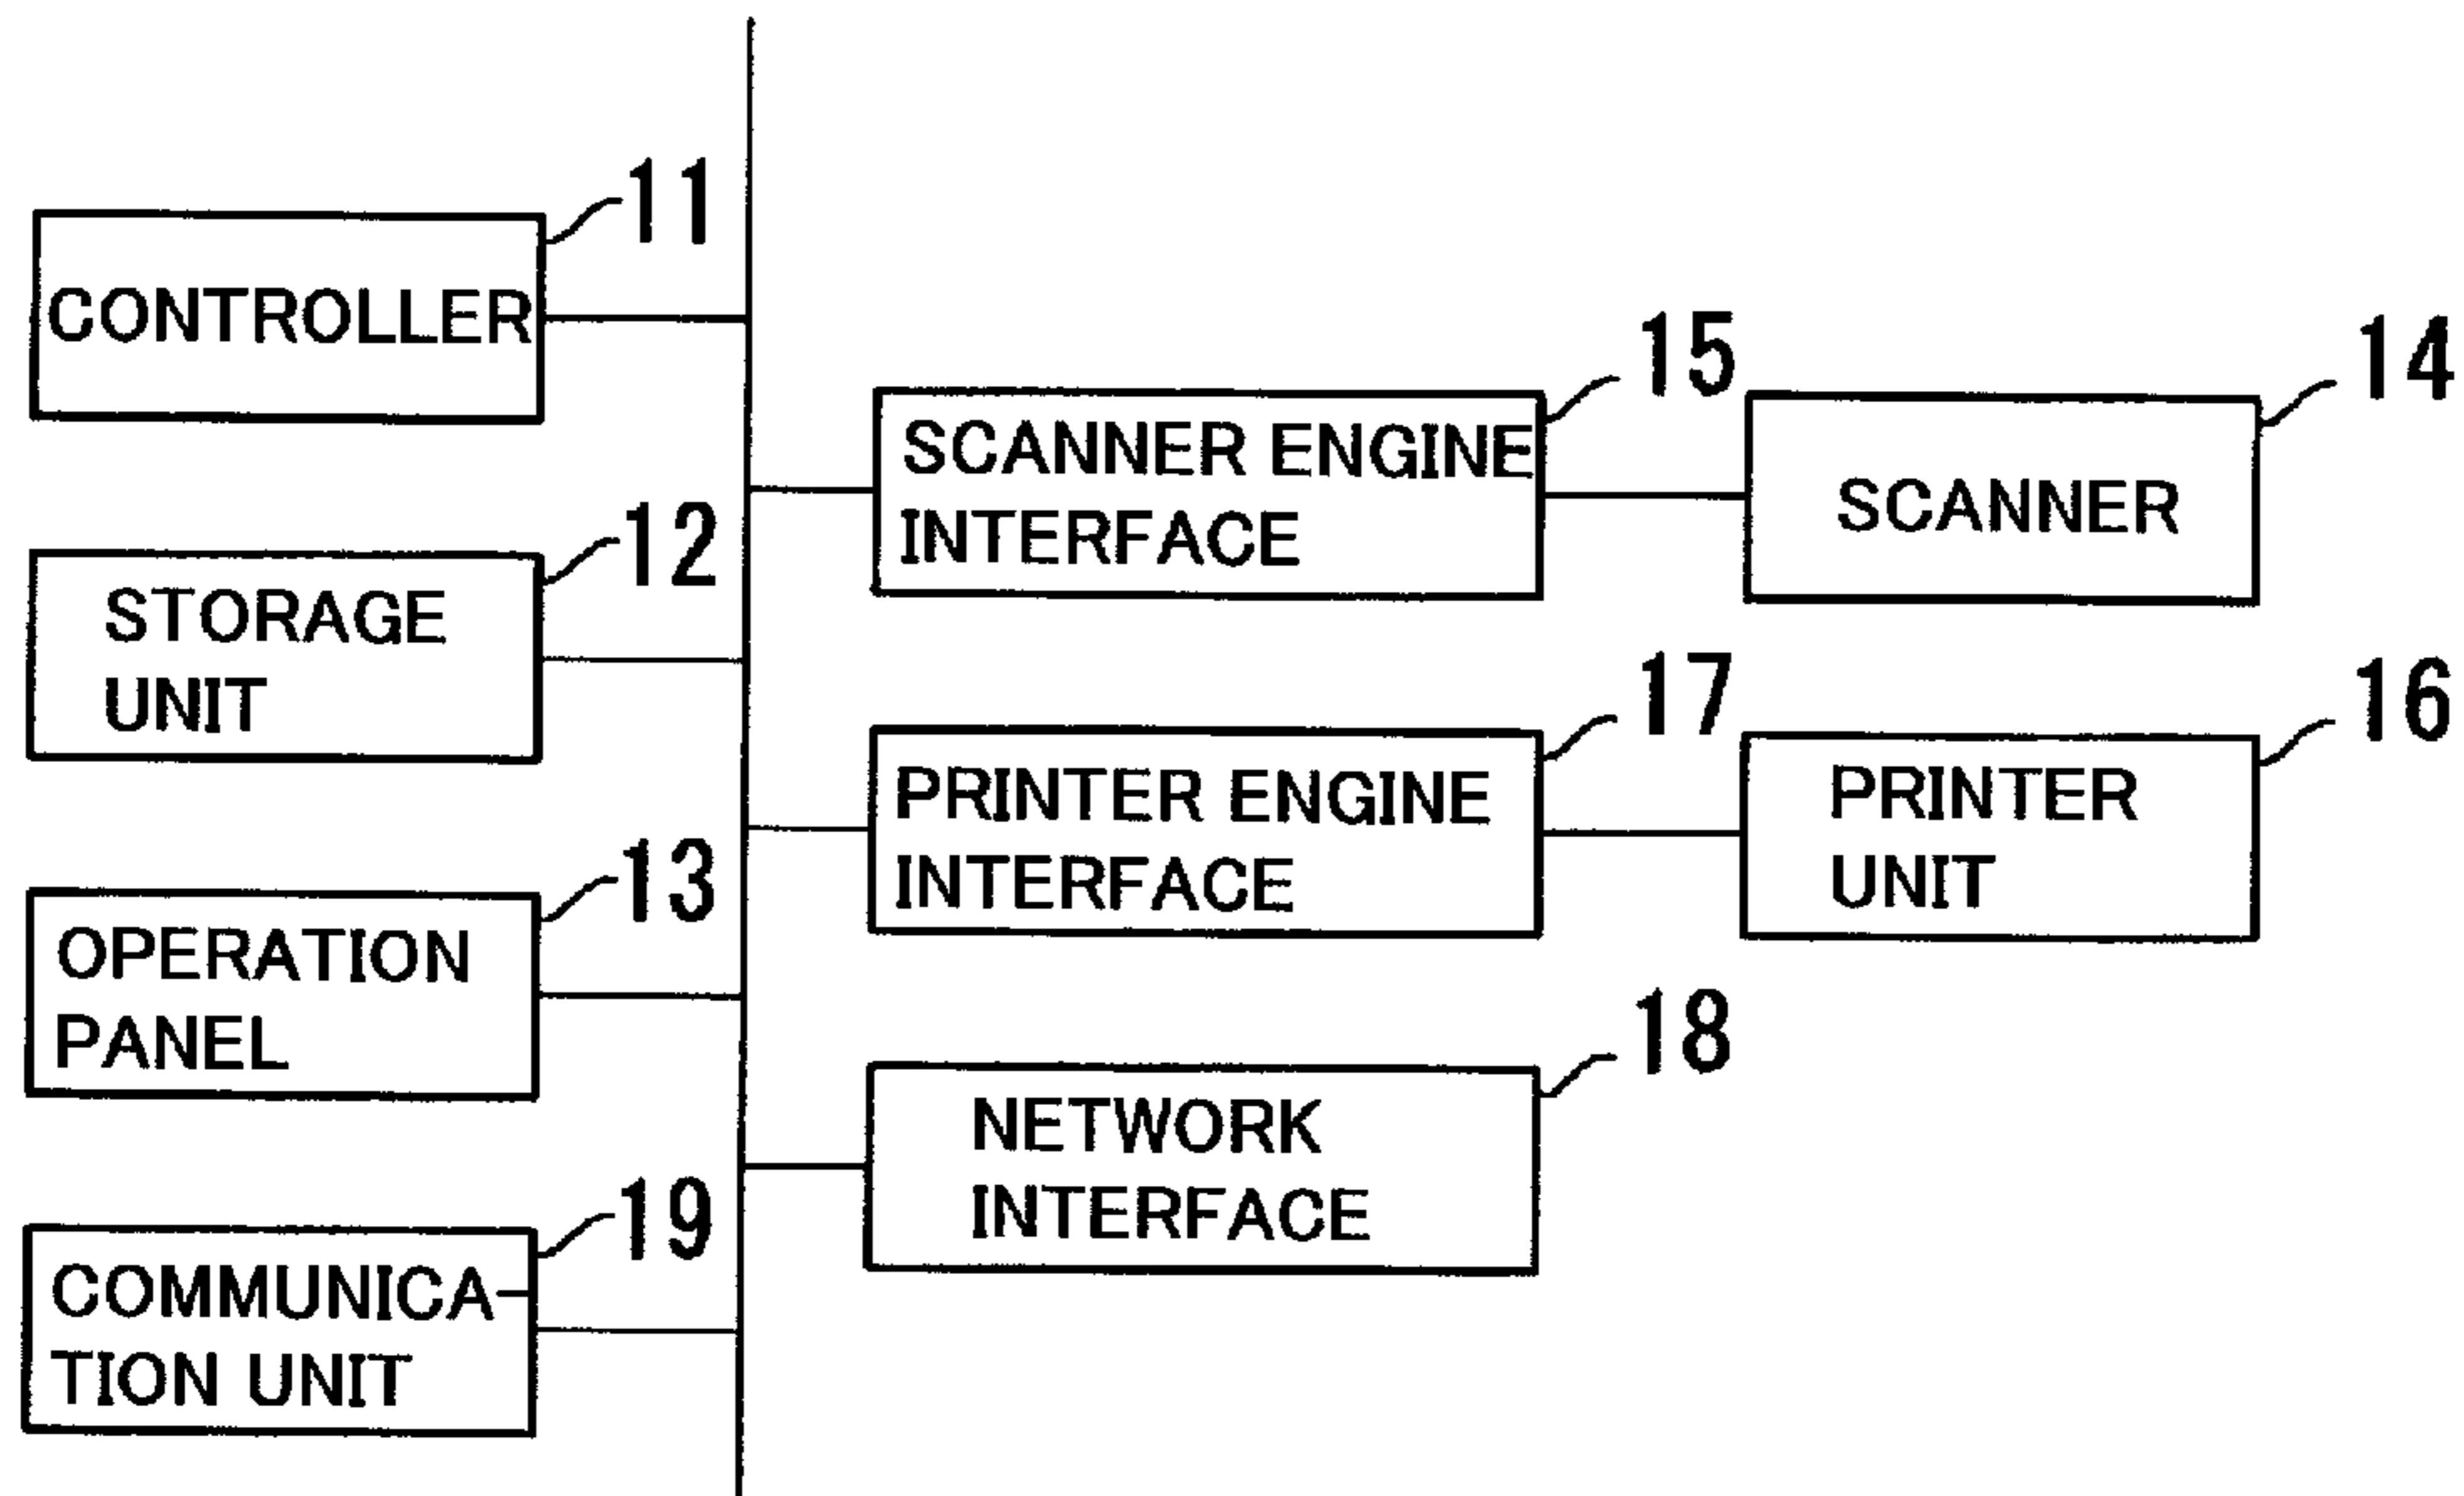 11
CONTROLLER
12
STORAGE
UNIT
13
OPERATION
PANEL
19
COMMUNICA-
TION UNIT
15
SCANNER ENGINE
INTERFACE
14
SCANNER
17
PRINTER ENGINE
INTERFACE
16
PRINTER
UNIT
18
NETWORK
INTERFACE